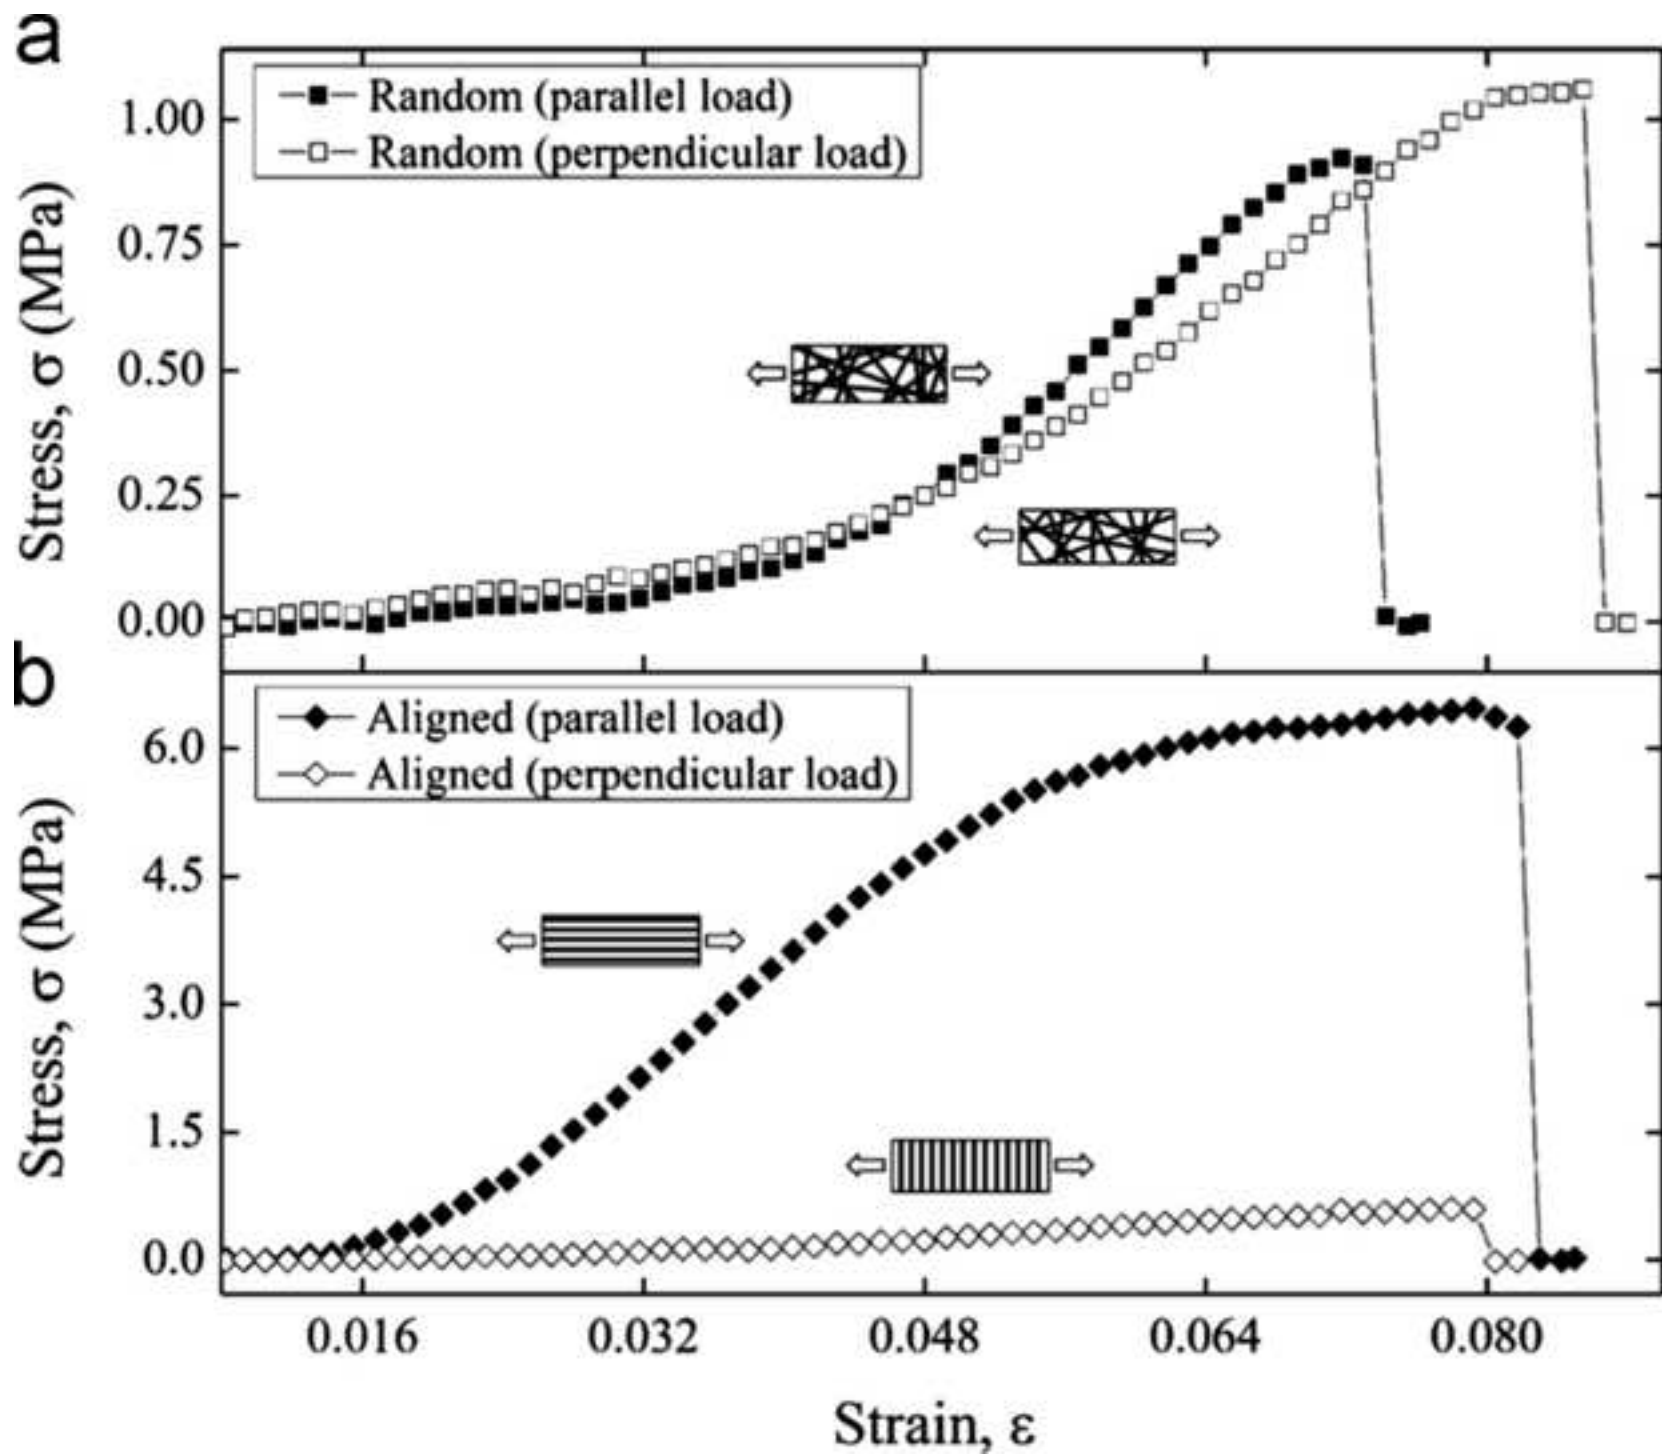 a
Random (parallel load)
Random (perpendicular load)
1.00
0.75
0.50
0.25
0.00
Stress, σ (MPa)
b
Aligned (parallel load)
Aligned (perpendicular load)
6.0
4.5
3.0
1.5
0.0
Stress, σ (MPa)
0.016 0.032 0.048 0.064 0.080
Strain, ε